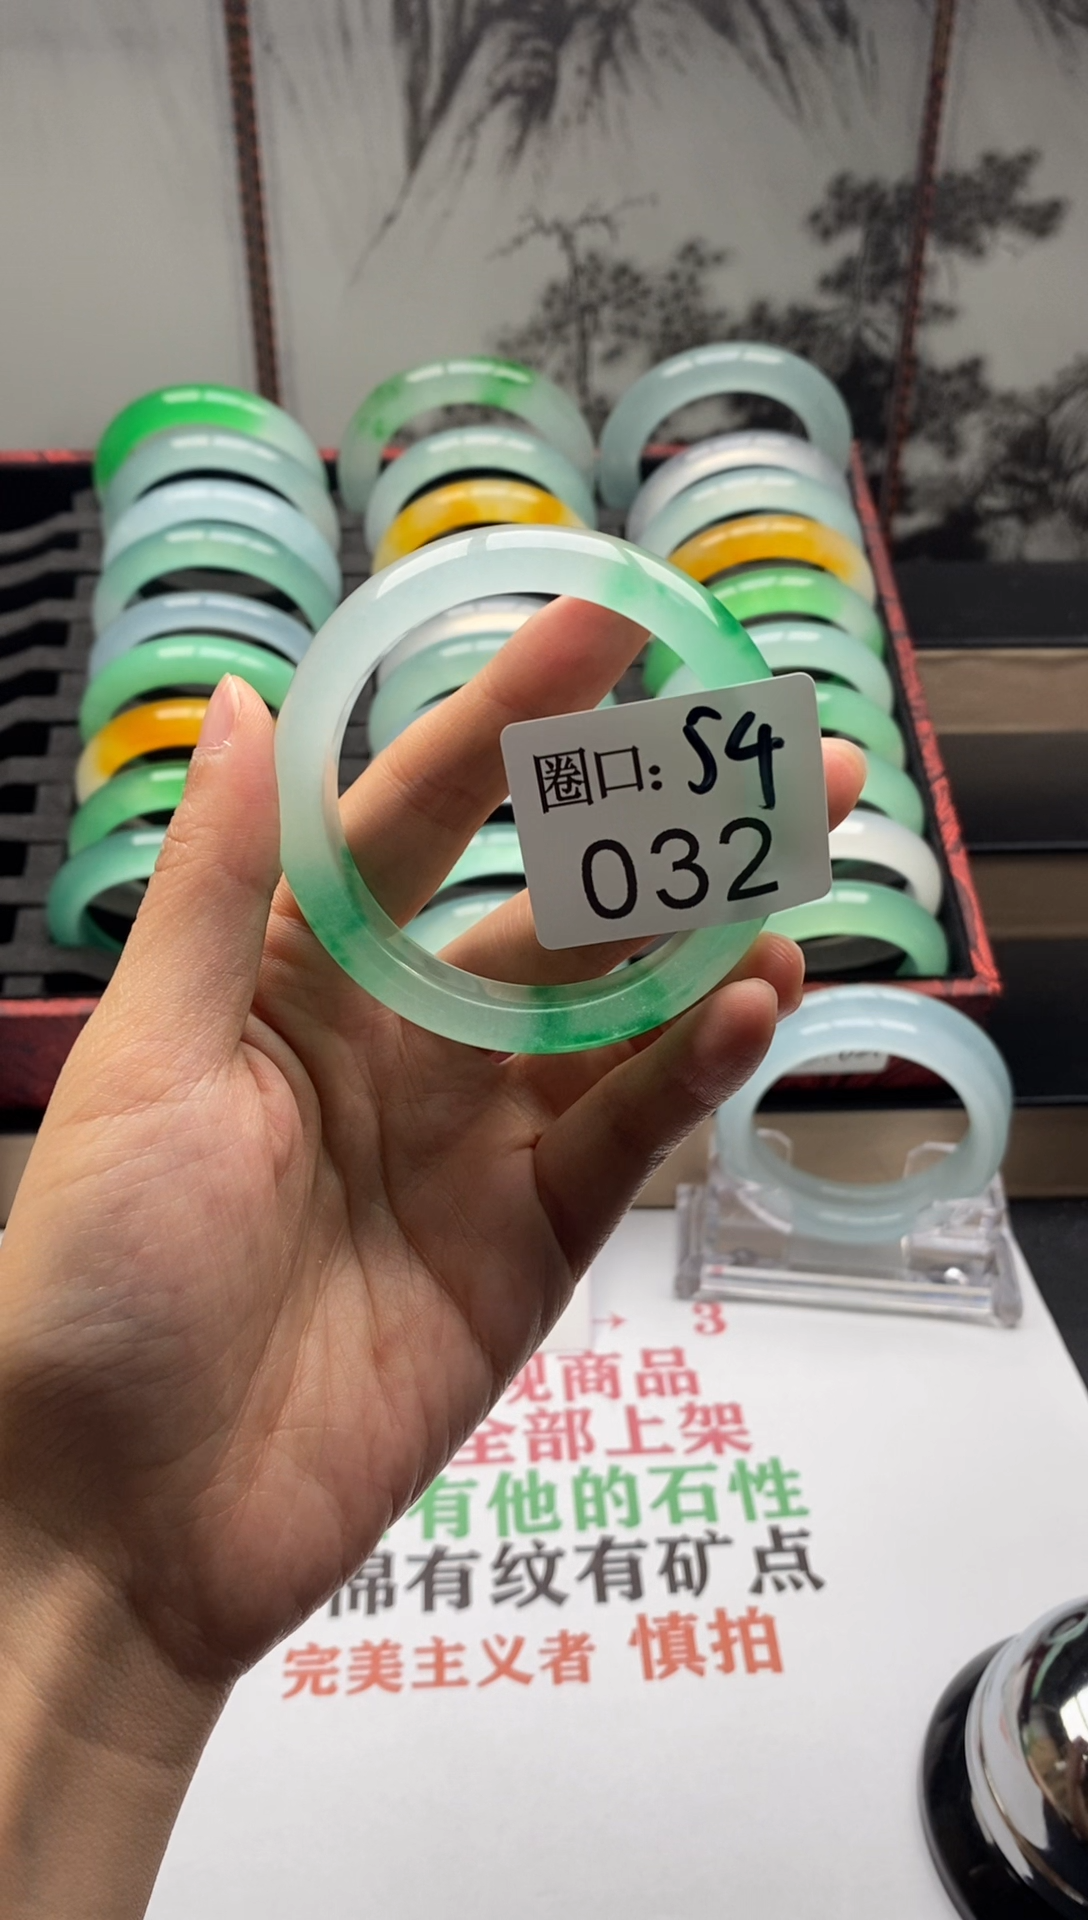 圈口: 54
032
→ 3
现商品
全部上架
有他的石性
棉有纹有矿点
完美主义者 慎拍